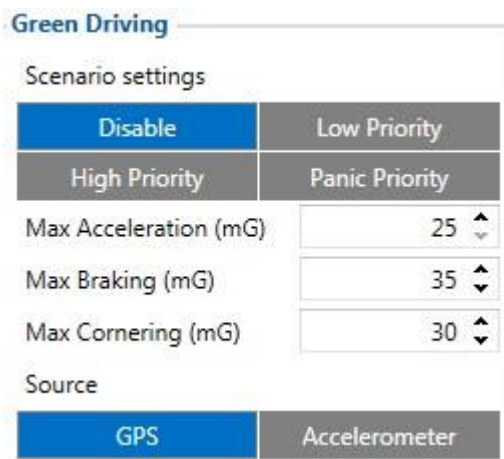 Green Driving
Scenario settings
Disable Low Priority
High Priority Panic Priority
Max Acceleration (mG) 25
Max Braking (mG) 35
Max Cornering (mG) 30
Source
GPS Accelerometer